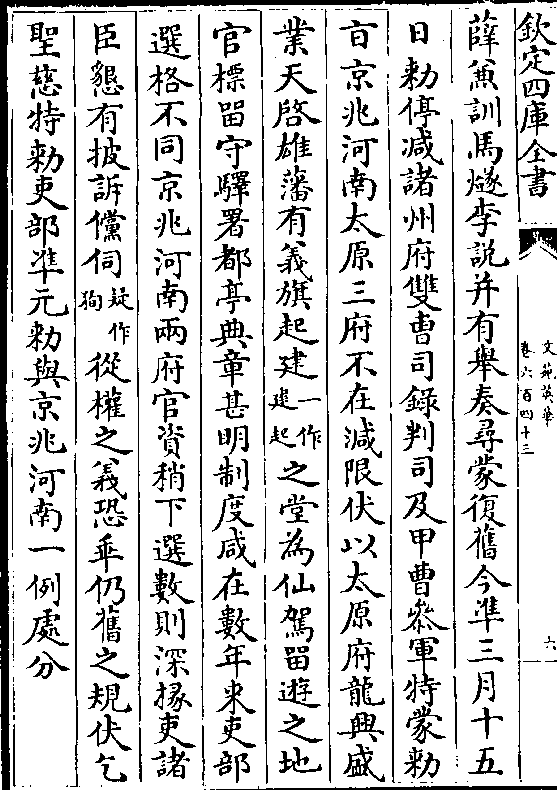 欽定四庫全書
文苑英華
卷六百四十三
六
薛兼訓馬燧李說并有舉奏尋蒙復舊今準三月十五
日勅停減諸州府雙曹司錄判司及甲曹叅軍特蒙勅
㫖京兆河南太原三府不在減限伏以太原府龍興盛
業天啓雄藩有義旗起建一作建起之堂為仙駕留遊之地
官標留守驛署都亭典章甚明制度咸在數年來吏部
選格不同京兆河南兩府官資稍下選數則深掾吏諸
臣懇有披訴儻伺疑作狥從權之義恐乖仍舊之規伏乞
聖慈特勅吏部準元勅與京兆河南一例處分